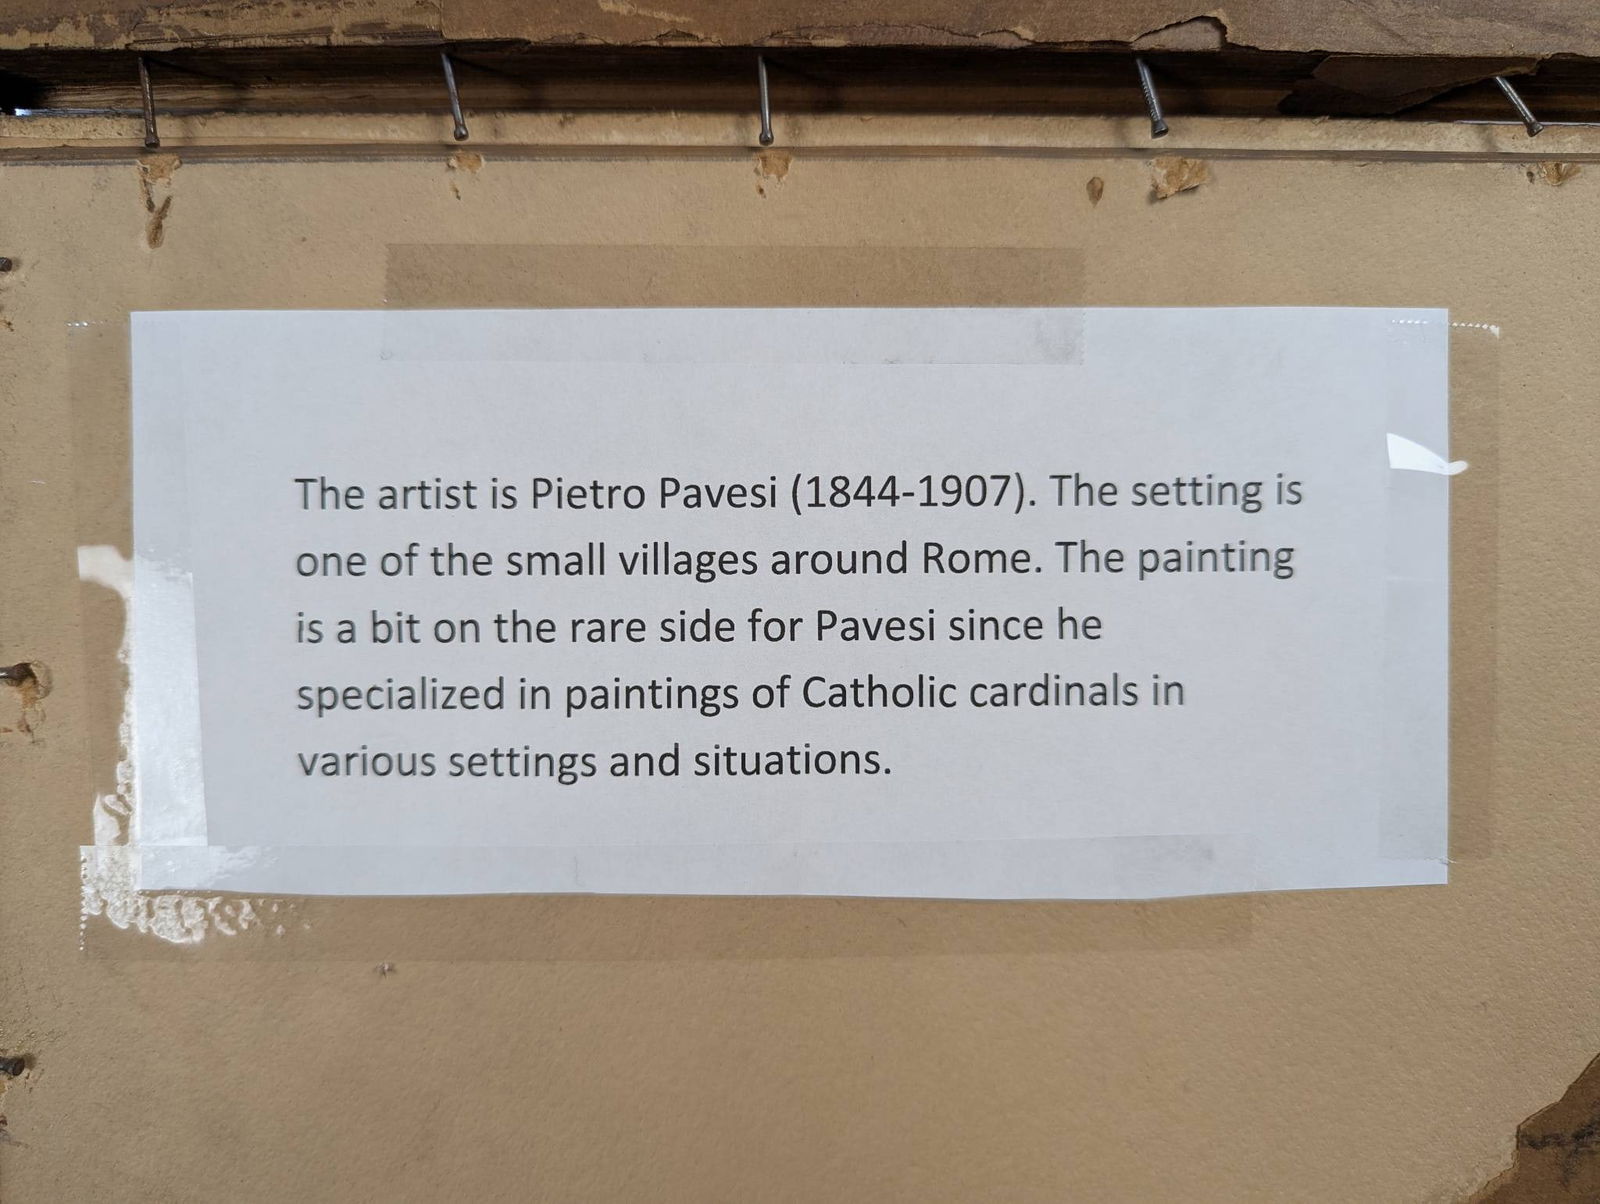 The artist is Pietro Pavesi (1844-1907). The setting is
one of the small villages around Rome. The painting
is a bit on the rare side for Pavesi since he
specialized in paintings of Catholic cardinals in
various settings and situations.